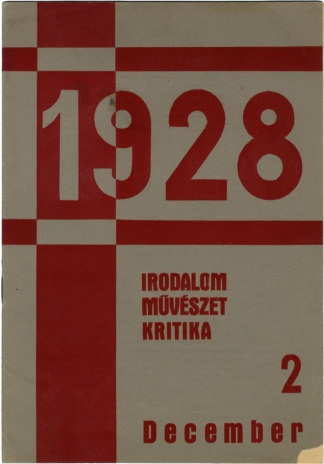 1928
IRODALOM
MŰVÉSZET
KRITIKA
2
December